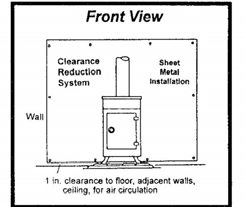 Front View
Clearance
Reduction
System
Sheet
Metal
Installation
Wall
1 in. clearance to floor, adjacent walls,
ceiling, for air circulation